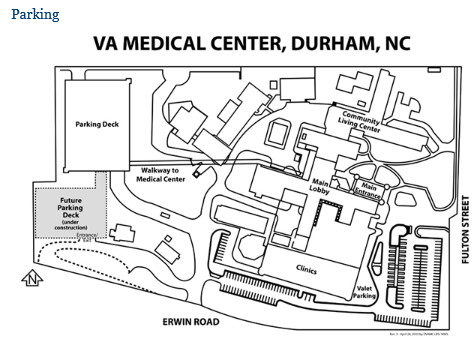 Parking
VA MEDICAL CENTER, DURHAM, NC
Parking Deck
Community
Living Center
Walkway to
Medical Center
Main
Lobby
Main
Entrance
Future
Parking
Deck
(under
construction)
Entrance/
Exit
FULTON STREET
N
Clinics
Valet
Parking
ERWIN ROAD